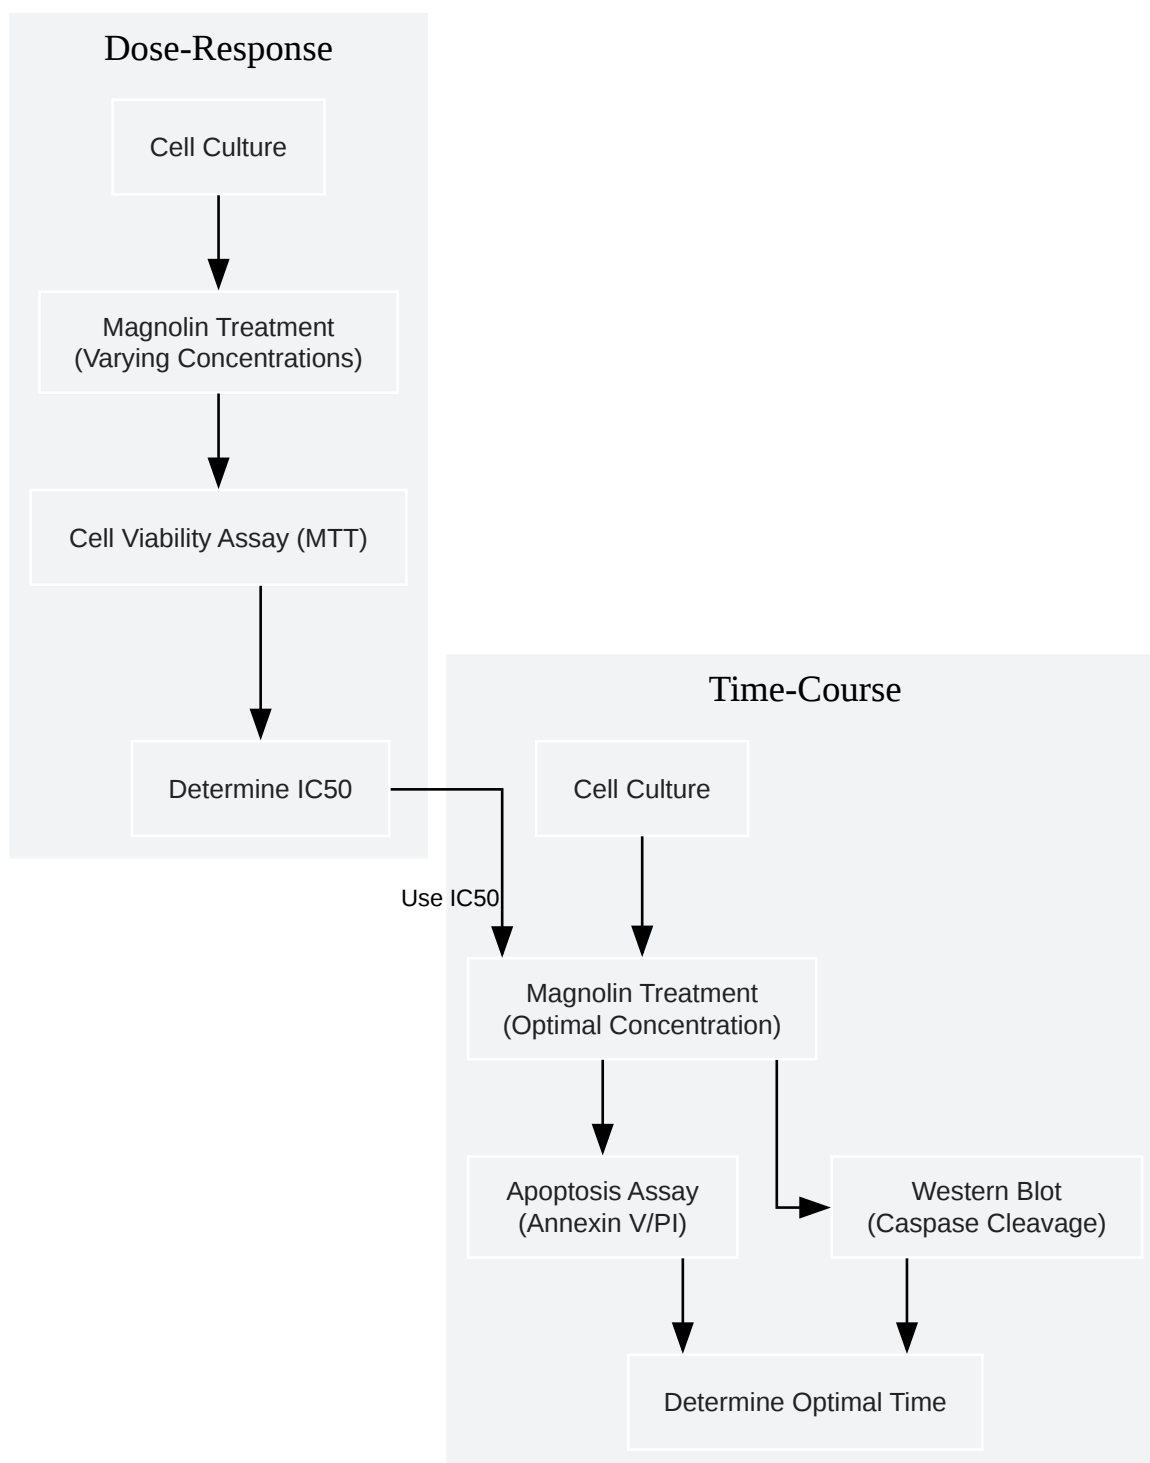 Dose-Response
Cell Culture
Magnolin Treatment
(Varying Concentrations)
Cell Viability Assay (MTT)
Determine IC50
Use IC50
Time-Course
Cell Culture
Magnolin Treatment
(Optimal Concentration)
Apoptosis Assay
(Annexin V/PI)
Western Blot
(Caspase Cleavage)
Determine Optimal Time